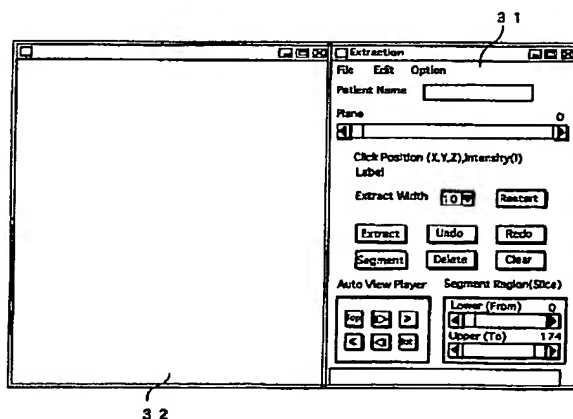 3 1
Extraction
File Edit Option
Patient Name
Plane 0
Click Position (X,Y,Z),Intensity(I)
Label
Extract Width 10 Restart
Extract Undo Redo
Segment Delete Clear
Auto View Player Segment Region(Slice)
Lower (From) 0
Top ▷ >
Upper (To) 174
< ◁
3 2